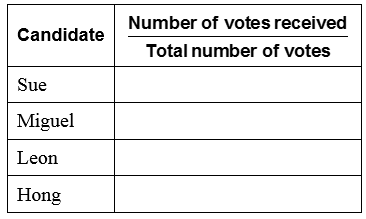 Candidate
Number of votes received
Total number of votes
Sue
Miguel
Leon
Hong